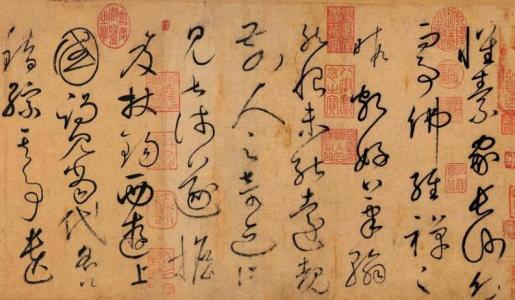 懷素家長沙幼而
事佛經禪之
暇頗好筆翰
然恨未能遠覩
前人之奇迹所
見甚淺遂擔
笈杖錫西遊上
國謁見當代名公
錯綜其事遺